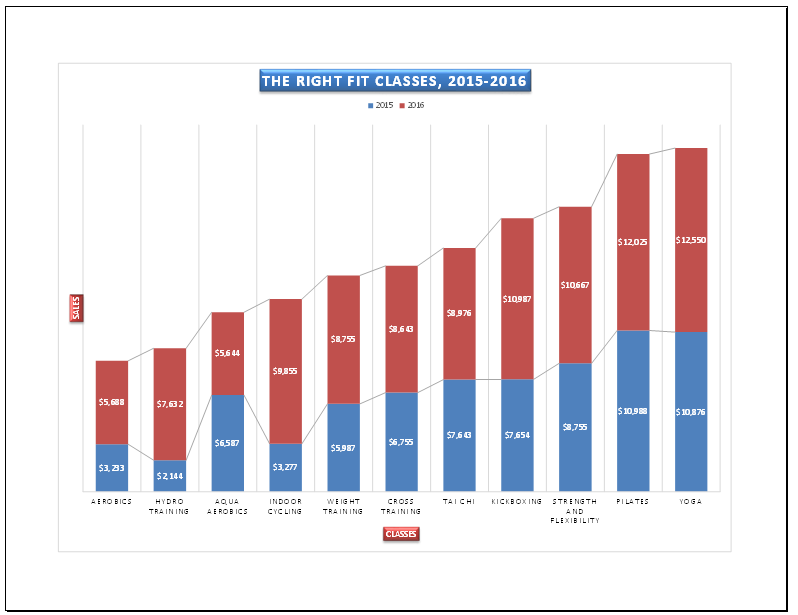 THE RIGHT FIT CLASSES, 2015-2016
2015 2016
$12,025 $12,550
$10,987 $10,667
$8,976
$8,755 $8,643
$5,644 $9,855
$5,688 $7,632
$10,988 $10,876
$7,643 $7,654 $8,755
$6,587 $5,987 $6,755
$3,233 $2,144 $3,277
SALES
AEROBICS HYDRO AQUA INDOOR WEIGHT CROSS TAI CHI KICKBOXING STRENGTH PILATES YOGA
TRAINING AEROBICS CYCLING TRAINING TRAINING AND
FLEXIBILITY
CLASSES